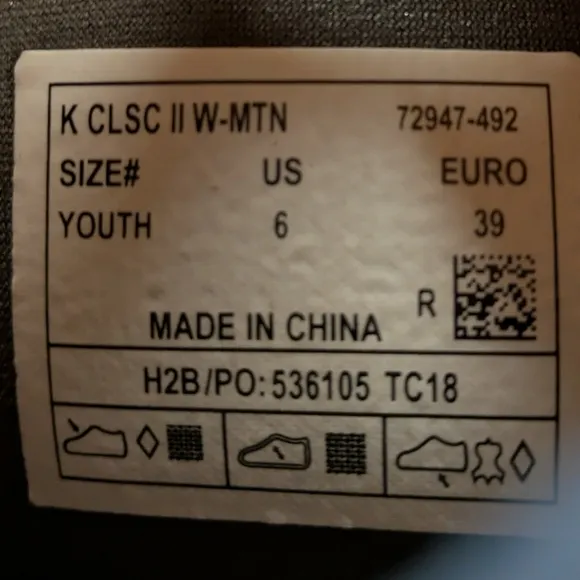 K CLSC II W-MTN 72947-492
SIZE# US EURO
YOUTH 6 39
R
MADE IN CHINA
H2B/PO: 536105 TC18